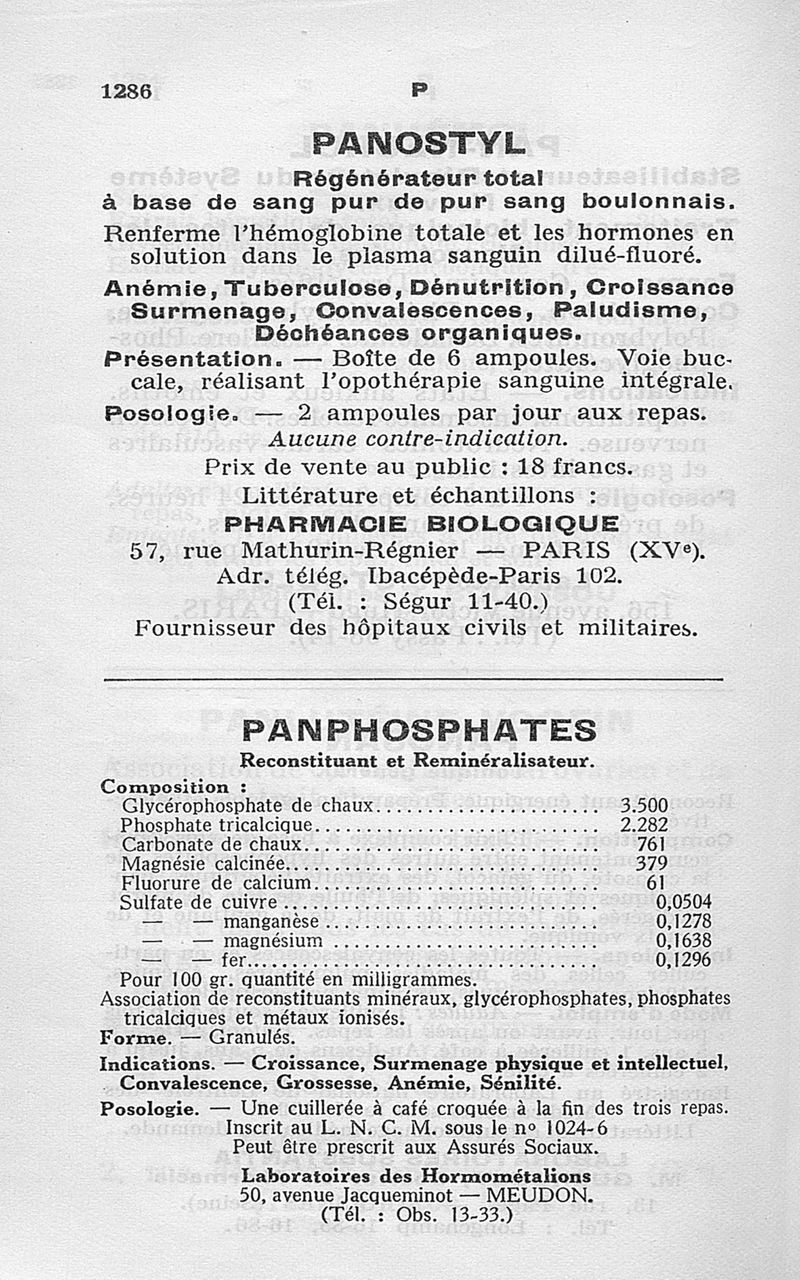 1286 P
PANOSTYL
Régénérateur total
à base de sang pur de pur sang boulonnais.
Renferme l'hémoglobine totale et les hormones en
solution dans le plasma sanguin dilué-fluoré.
Anémie, Tuberculose, Dénutrition, Croissance
Surmenage, Convalescences, Paludisme,
Déchéances organiques.
Présentation. — Boîte de 6 ampoules. Voie buc-
cale, réalisant l'opothérapie sanguine intégrale.
Posologie. — 2 ampoules par jour aux repas.
Aucune contre-indication.
Prix de vente au public : 18 francs.
Littérature et échantillons :
PHARMACIE BIOLOGIQUE
57, rue Mathurin-Régnier — PARIS (XVe).
Adr. télég. Ibacépède-Paris 102.
(Tél. : Ségur 11-40.)
Fournisseur des hôpitaux civils et militaires.
PANPHOSPHATES
Reconstituant et Reminéralisateur.
Composition :
Glycérophosphate de chaux........................ 3.500
Phosphate tricalcique.............................. 2.282
Carbonate de chaux............................... 761
Magnésie calcinée................................. 379
Fluorure de calcium.............................. 61
Sulfate de cuivre ................................. 0,0504
— — manganèse ............................ 0,1278
— — magnésium ........................... 0,1638
— — fer..................................... 0,1296
Pour 100 gr. quantité en milligrammes.
Association de reconstituants minéraux, glycérophosphates, phosphates
tricalciques et métaux ionisés.
Forme. — Granulés.
Indications. — Croissance, Surmenage physique et intellectuel,
Convalescence, Grossesse, Anémie, Sénilité.
Posologie. — Une cuillerée à café croquée à la fin des trois repas.
Inscrit au L. N. C. M. sous le no 1024-6
Peut être prescrit aux Assurés Sociaux.
Laboratoires des Hormométalions
50, avenue Jacqueminot — MEUDON.
(Tél. : Obs. 13-33.)